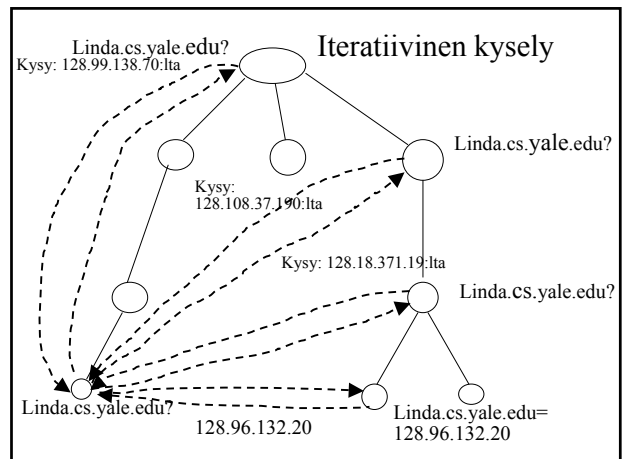 Linda.cs.yale.edu?
Iteratiivinen kysely
Kysy: 128.99.138.70:lta
Linda.cs.yale.edu?
Kysy:
128.108.37.190:lta
Kysy: 128.18.371.19:lta
Linda.cs.yale.edu?
Linda.cs.yale.edu?
128.96.132.20
Linda.cs.yale.edu=
128.96.132.20